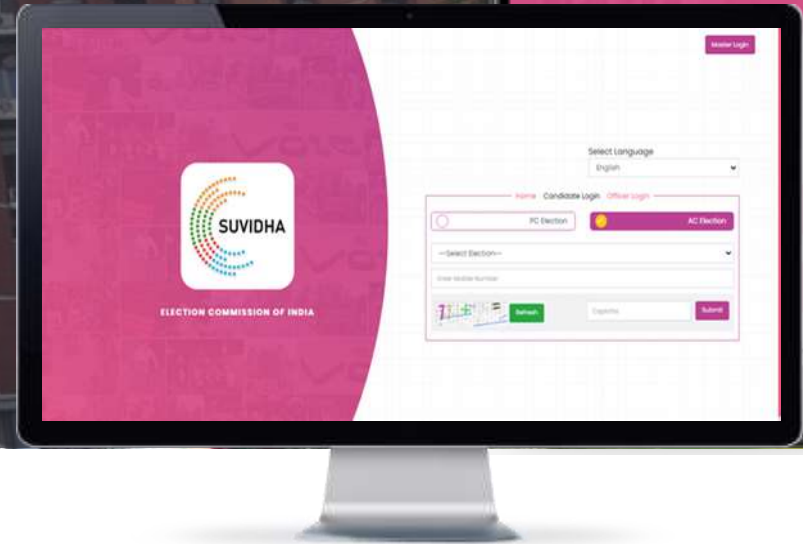 Master Login
Select Language
English
Home Candidate Login Officer Login
PC Election
AC Election
--Select Election--
Enter Mobile Number
Refresh
Captcha
Submit
SUVIDHA
ELECTION COMMISSION OF INDIA